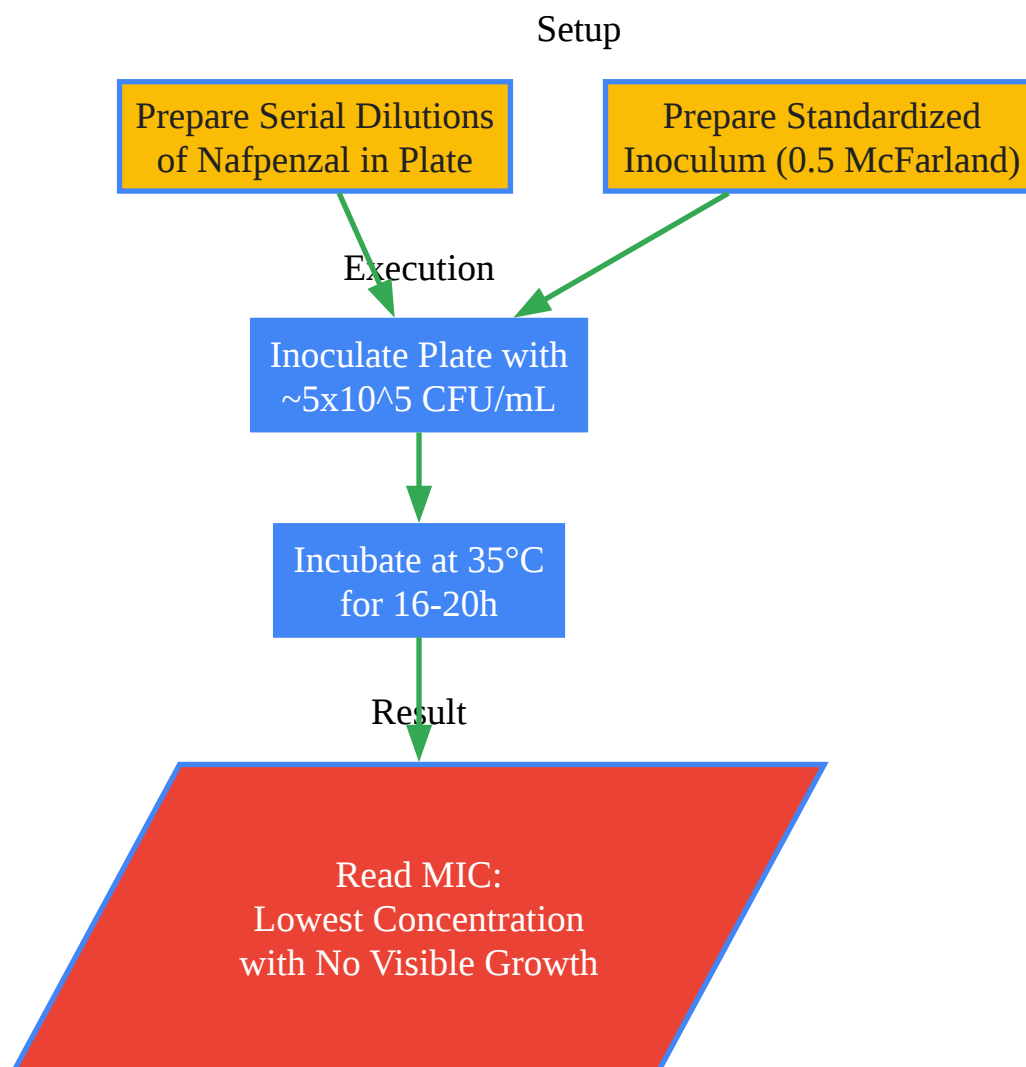 Setup
Prepare Serial Dilutions
of Nafpenzal in Plate
Prepare Standardized
Inoculum (0.5 McFarland)
Execution
Inoculate Plate with
~5x10^5 CFU/mL
Incubate at 35°C
for 16-20h
Result
Read MIC:
Lowest Concentration
with No Visible Growth